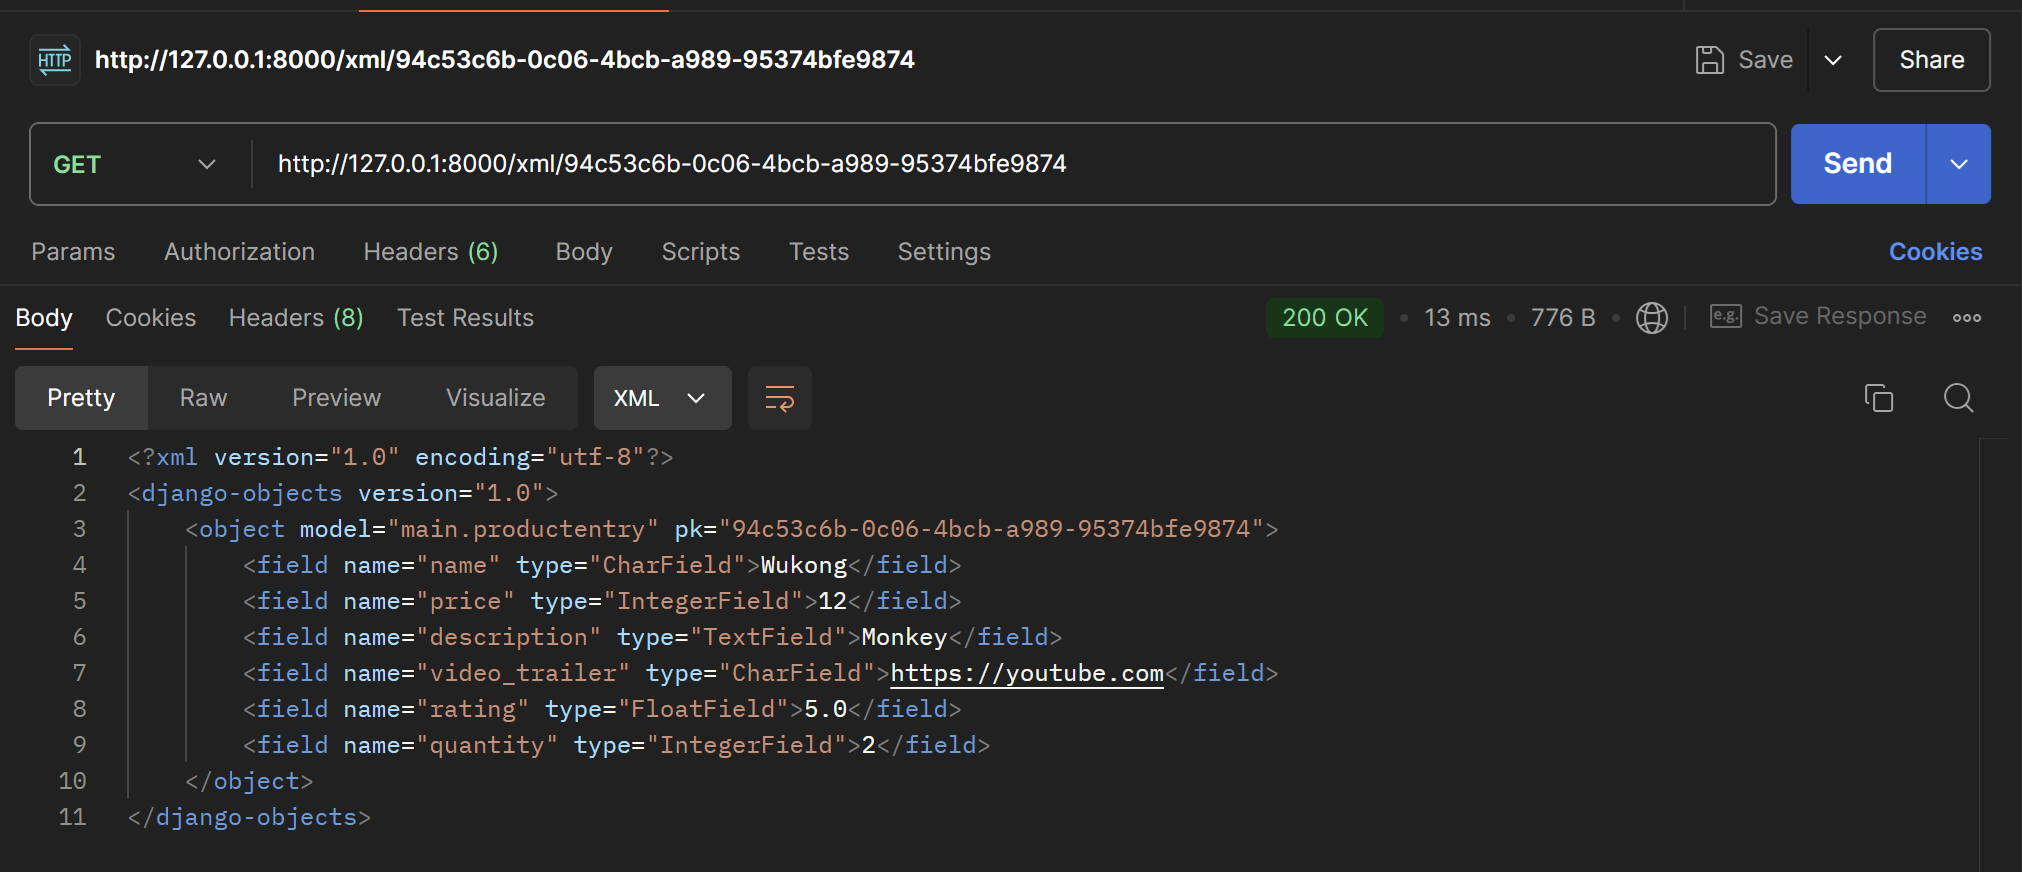 HTTP http://127.0.0.1:8000/xml/94c53c6b-0c06-4bcb-a989-95374bfe9874 Save Share
GET http://127.0.0.1:8000/xml/94c53c6b-0c06-4bcb-a989-95374bfe9874 Send
Params Authorization Headers (6) Body Scripts Tests Settings Cookies
Body Cookies Headers (8) Test Results 200 OK • 13 ms • 776 B • e.g. Save Response
Pretty Raw Preview Visualize XML
1 <?xml version="1.0" encoding="utf-8"?>
2 <django-objects version="1.0">
3 <object model="main.productentry" pk="94c53c6b-0c06-4bcb-a989-95374bfe9874">
4 <field name="name" type="CharField">Wukong</field>
5 <field name="price" type="IntegerField">12</field>
6 <field name="description" type="TextField">Monkey</field>
7 <field name="video_trailer" type="CharField">https://youtube.com</field>
8 <field name="rating" type="FloatField">5.0</field>
9 <field name="quantity" type="IntegerField">2</field>
10 </object>
11 </django-objects>